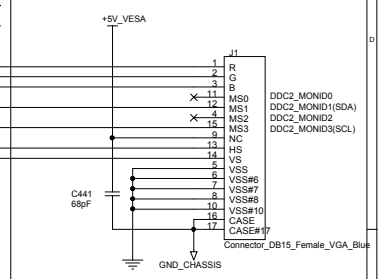 +5V_VESA
D
J1
1 R
2 G
3 B
11 MS0 DDC2_MONID0
12 MS1 DDC2_MONID1(SDA)
4 MS2 DDC2_MONID2
15 MS3 DDC2_MONID3(SCL)
9 NC
13 HS
14 VS
5 VSS
6 VSS#6
7 VSS#7
8 VSS#8
10 VSS#10
16 CASE
17 CASE#17
C441
68pF
Connector_DB15_Female_VGA_Blue
GND_CHASSIS